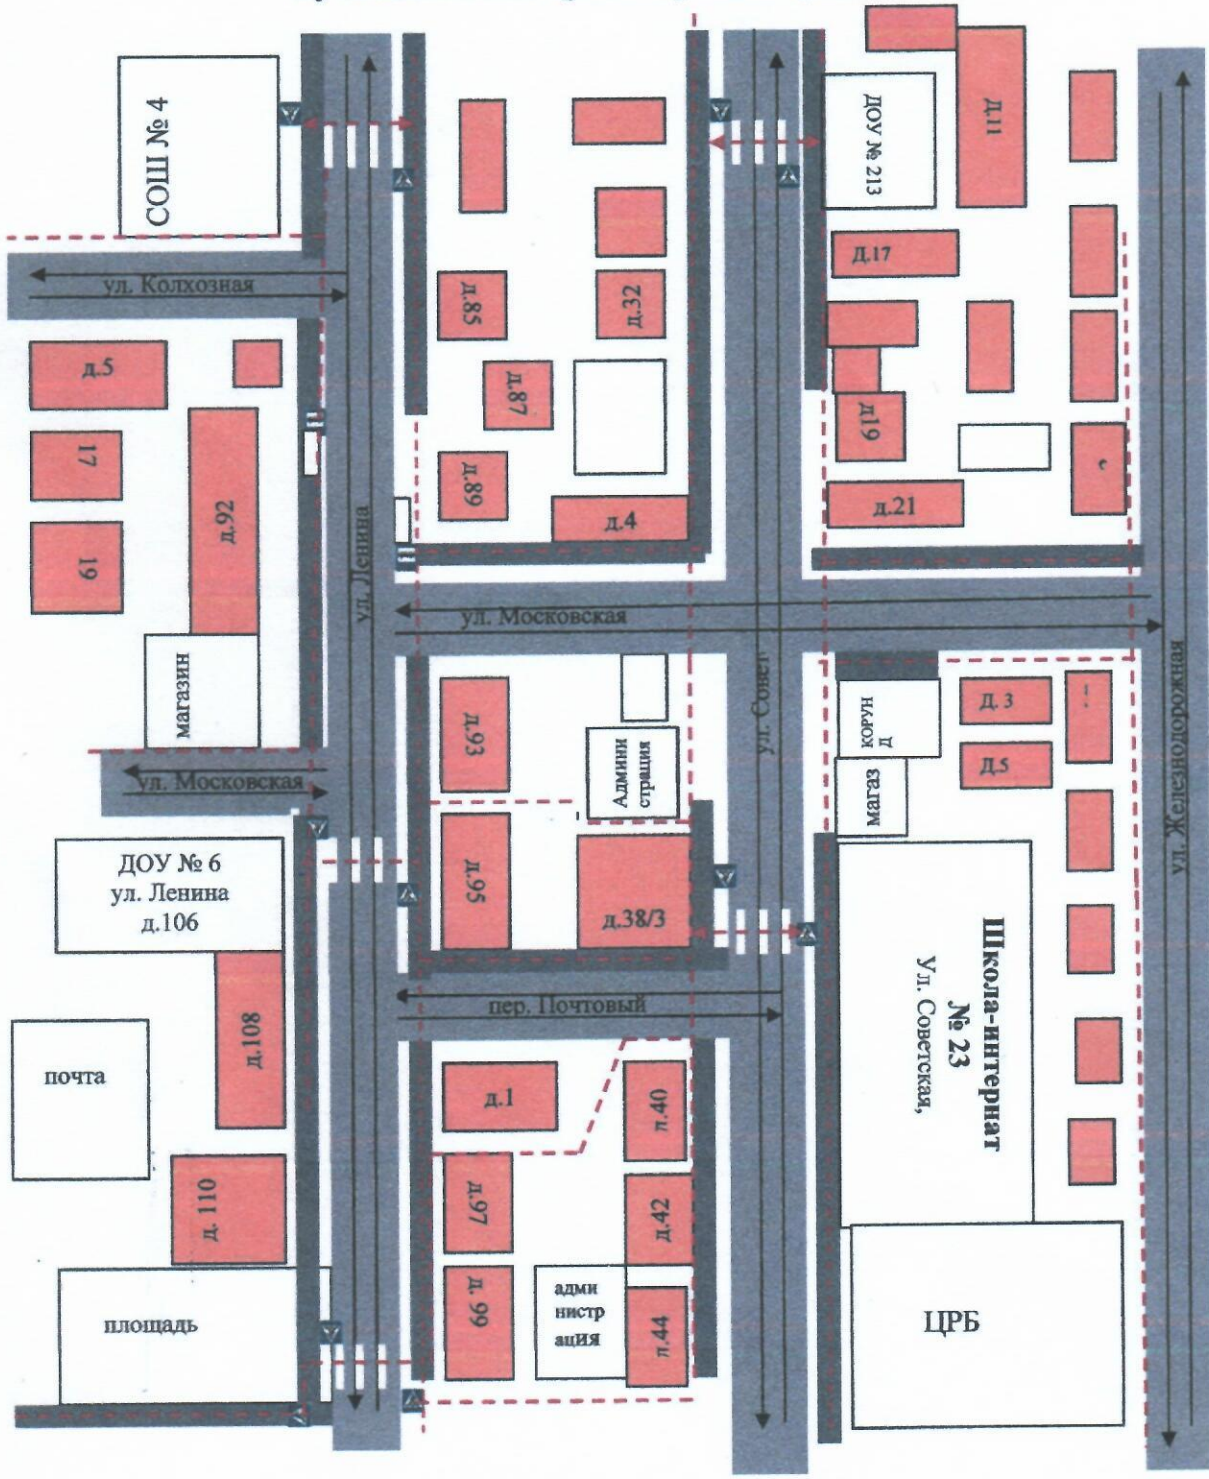 СОШ № 4
ДОУ № 213
Д.11
Д.17
ул. Колхозная
д.85
д.32
д.5
д.87
д19
17
д.92
д.89
д.4
д.21
19
ул. Ленина
ул. Московская
магазин
д.93
Админи
страция
ул. Совет
корун
д
Д. 3
ул. Железнодорожная
ул. Московская
магаз
Д.5
ДОУ № 6
ул. Ленина
д.106
д.95
д.38/3
Школа-интернат
№ 23
Ул. Советская,
пер. Почтовый
д.108
почта
д.1
л.40
д. 110
д.97
д.42
площадь
д. 99
адми
нистр
ация
л.44
ЦРБ